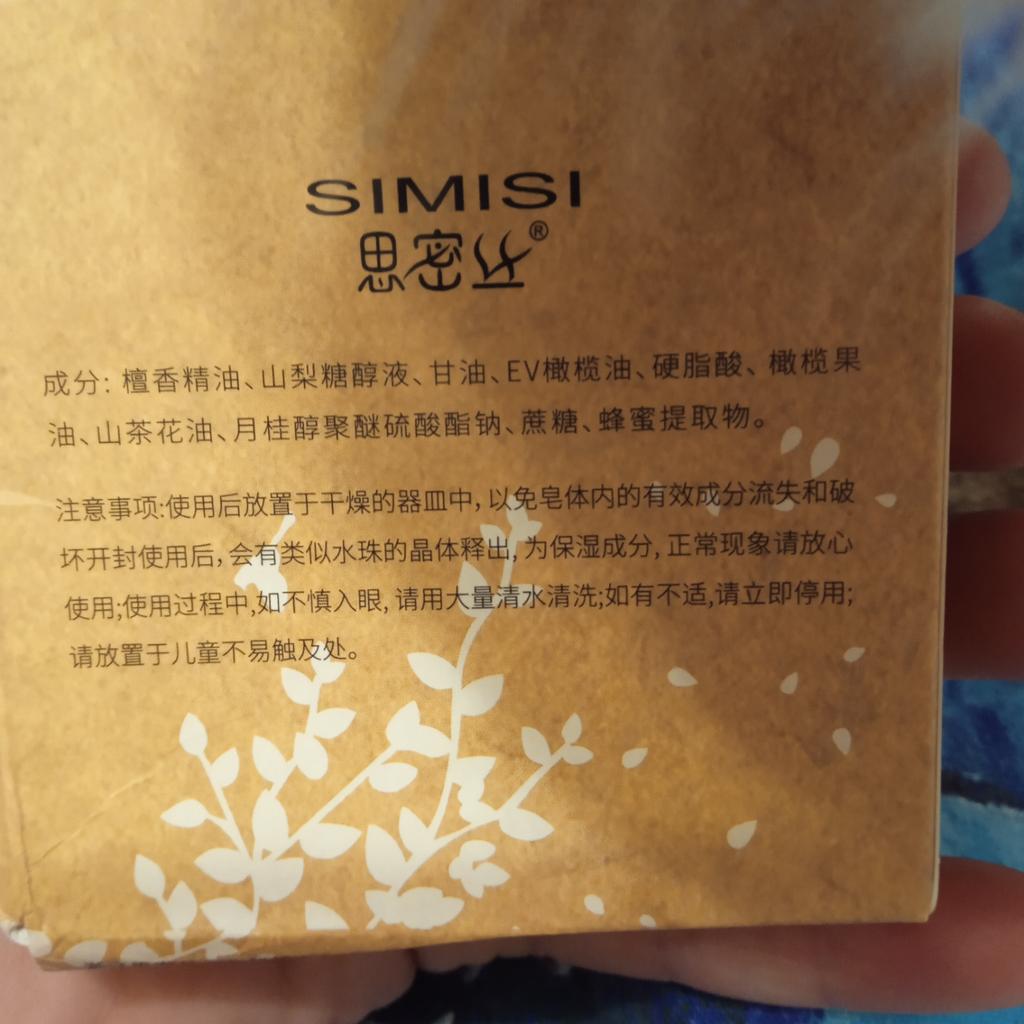 SIMISI
思密丝®
成分: 檀香精油、山梨糖醇液、甘油、EV橄榄油、硬脂酸、橄榄果
油、山茶花油、月桂醇聚醚硫酸酯钠、蔗糖、蜂蜜提取物。
注意事项:使用后放置于干燥的器皿中, 以免皂体内的有效成分流失和破
坏开封使用后, 会有类似水珠的晶体释出, 为保湿成分, 正常现象请放心
使用;使用过程中,如不慎入眼, 请用大量清水清洗;如有不适,请立即停用;
请放置于儿童不易触及处。